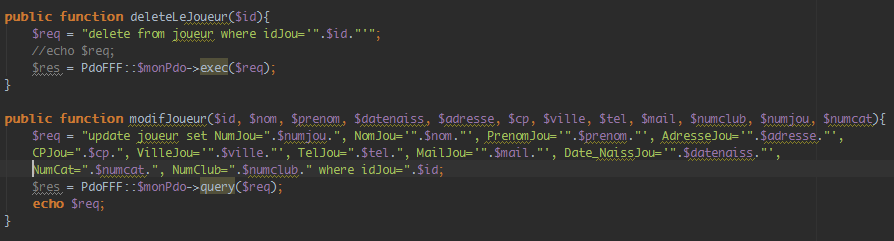 public function deleteLeJoueur($id){
$req = "delete from joueur where idJou='".$id."'";
//echo $req;
$res = PdoFFF::$monPdo->exec($req);
}
public function modifJoueur($id, $nom, $prenom, $datenaiss, $adresse, $cp, $ville, $tel, $mail, $numclub, $numjou, $numcat){
$req = "update joueur set NumJou=".$numjou.", NomJou='".$nom."', PrenomJou='".$prenom."', AdresseJou='".$adresse."',
CPJou=".$cp.", VilleJou='".$ville."', TelJou=".$tel.", MailJou='".$mail."', Date_NaissJou='".$datenaiss."',
NumCat=".$numcat.", NumClub=".$numclub." where idJou=".$id;
$res = PdoFFF::$monPdo->query($req);
echo $req;
}